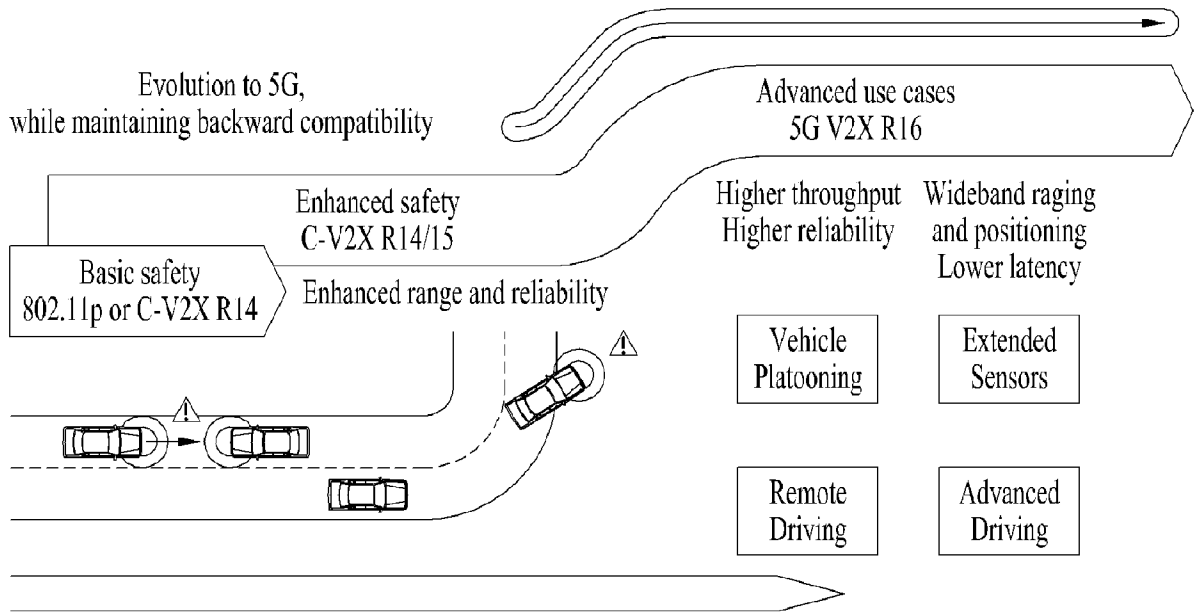 Evolution to 5G,
while maintaining backward compatibility
Advanced use cases
5G V2X R16
Enhanced safety
C-V2X R14/15
Basic safety
802.11p or C-V2X R14
Enhanced range and reliability
Higher throughput
Higher reliability
Wideband raging
and positioning
Lower latency
Vehicle
Platooning
Extended
Sensors
Remote
Driving
Advanced
Driving